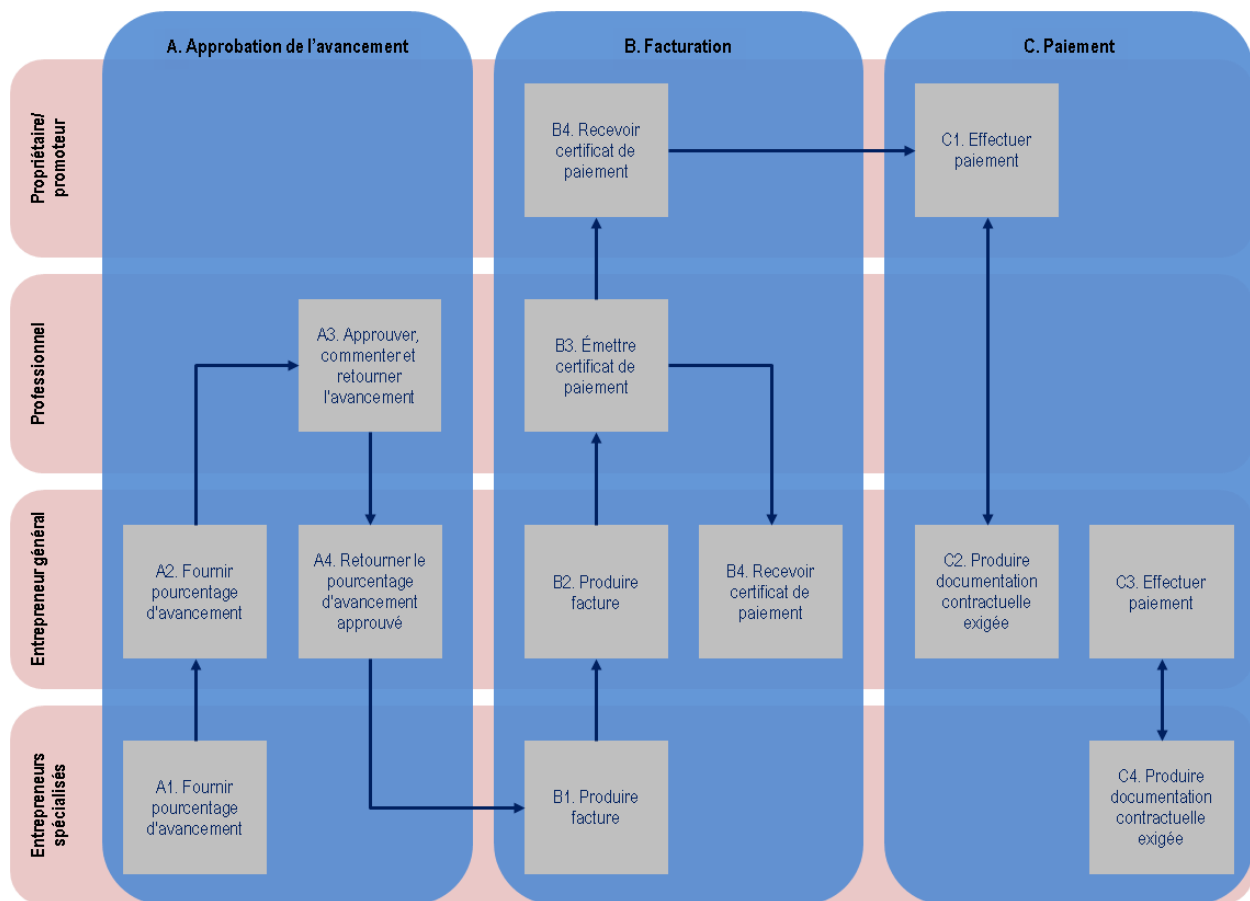 A. Approbation de l’avancement
B. Facturation
C. Paiement
Propriétaire/
promoteur
B4. Recevoir
certificat de
paiement
C1. Effectuer
paiement
Professionnel
A3. Approuver,
commenter et
retourner
l'avancement
B3. Émettre
certificat de
paiement
Entrepreneur général
A2. Fournir
pourcentage
d'avancement
A4. Retourner le
pourcentage
d'avancement
approuvé
B2. Produire
facture
B4. Recevoir
certificat de
paiement
C2. Produire
documentation
contractuelle
exigée
C3. Effectuer
paiement
Entrepreneurs
spécialisés
A1. Fournir
pourcentage
d'avancement
B1. Produire
facture
C4. Produire
documentation
contractuelle
exigée